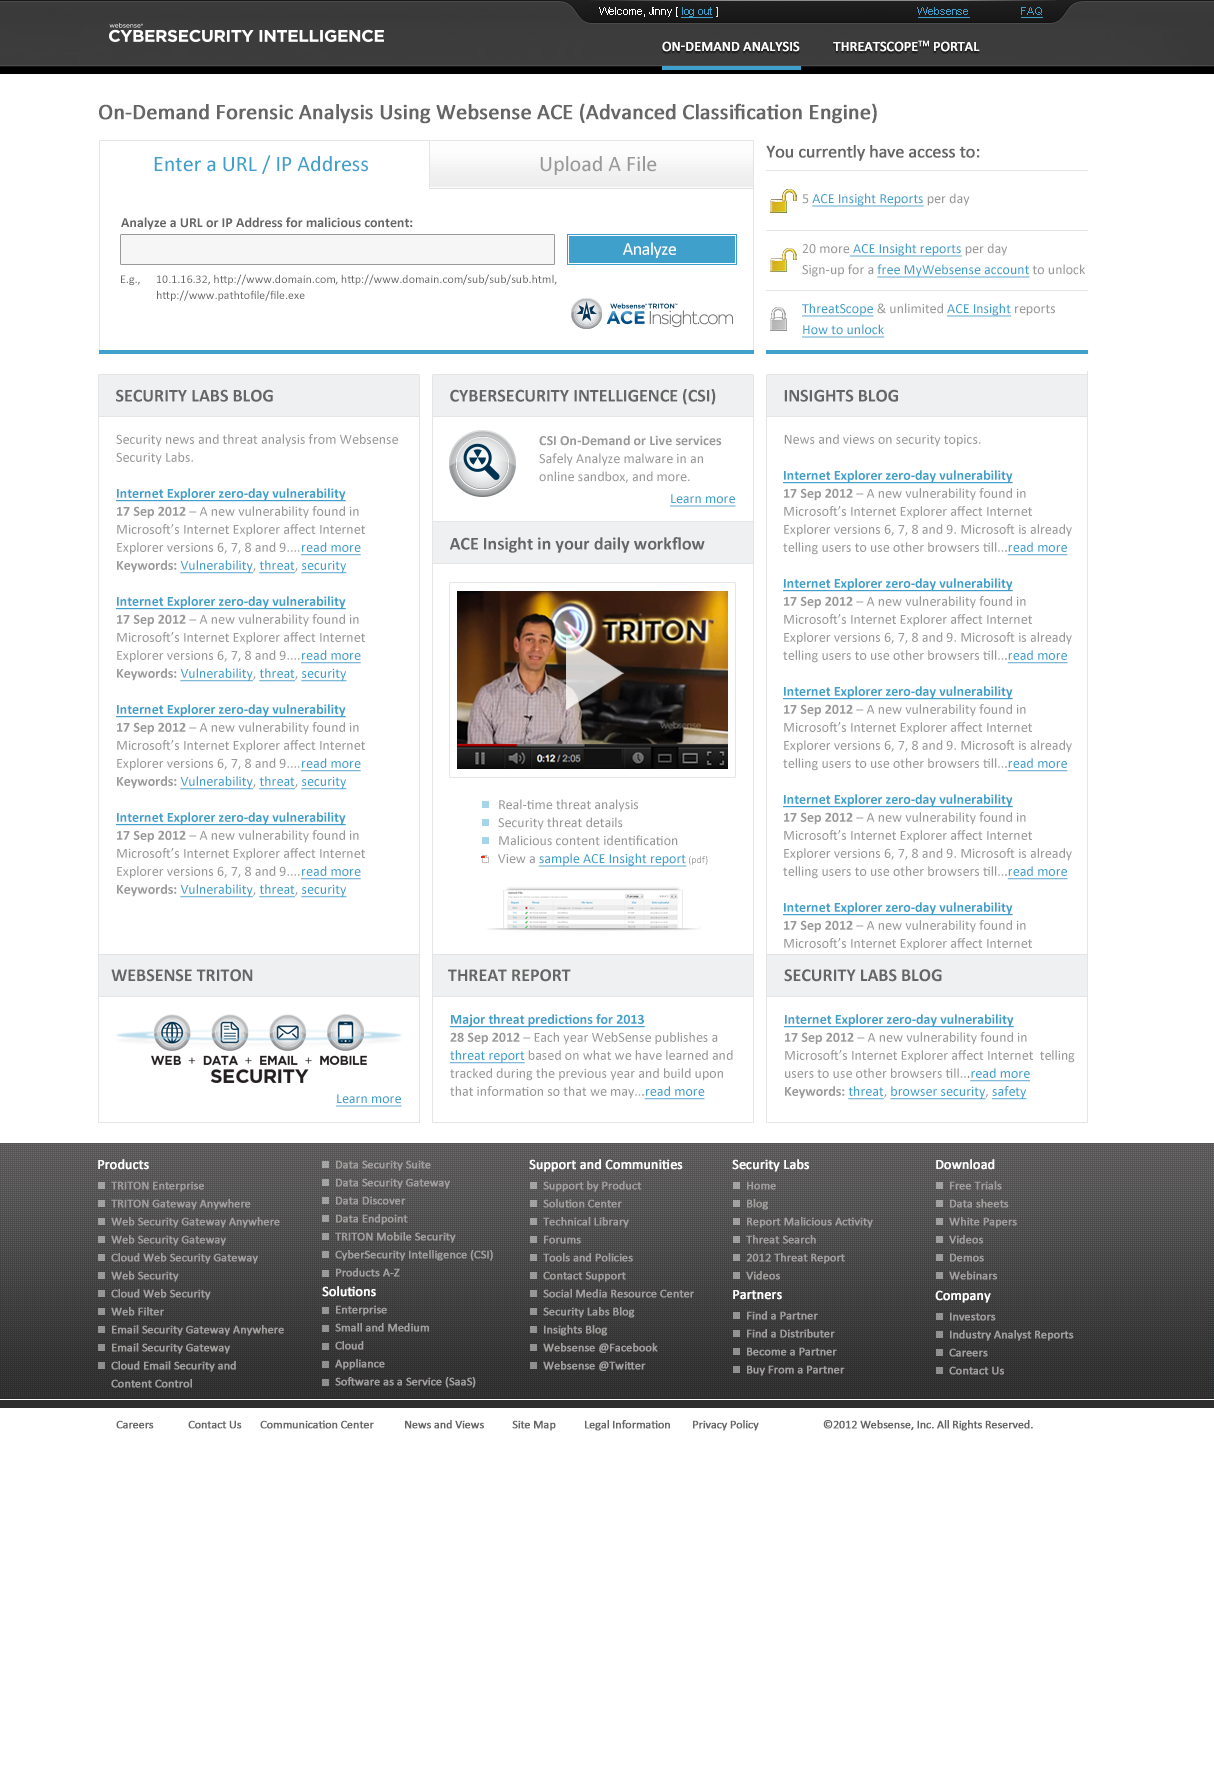 Welcome, Jinny [ log out ]
Websense
FAQ
websense®
CYBERSECURITY INTELLIGENCE
ON-DEMAND ANALYSIS
THREATSCOPE™ PORTAL
On-Demand Forensic Analysis Using Websense ACE (Advanced Classification Engine)
Enter a URL / IP Address
Upload A File
Analyze a URL or IP Address for malicious content:
Analyze
E.g., 10.1.16.32, http://www.domain.com, http://www.domain.com/sub/sub/sub.html,
http://www.pathtofile/file.exe
Websense® TRITON™
ACE Insight.com
You currently have access to:
5 ACE Insight Reports per day
20 more ACE Insight reports per day
Sign-up for a free MyWebsense account to unlock
ThreatScope & unlimited ACE Insight reports
How to unlock
SECURITY LABS BLOG
Security news and threat analysis from Websense
Security Labs.
Internet Explorer zero-day vulnerability
17 Sep 2012 – A new vulnerability found in
Microsoft's Internet Explorer affect Internet
Explorer versions 6, 7, 8 and 9....read more
Keywords: Vulnerability, threat, security
Internet Explorer zero-day vulnerability
17 Sep 2012 – A new vulnerability found in
Microsoft's Internet Explorer affect Internet
Explorer versions 6, 7, 8 and 9....read more
Keywords: Vulnerability, threat, security
Internet Explorer zero-day vulnerability
17 Sep 2012 – A new vulnerability found in
Microsoft's Internet Explorer affect Internet
Explorer versions 6, 7, 8 and 9....read more
Keywords: Vulnerability, threat, security
Internet Explorer zero-day vulnerability
17 Sep 2012 – A new vulnerability found in
Microsoft's Internet Explorer affect Internet
Explorer versions 6, 7, 8 and 9....read more
Keywords: Vulnerability, threat, security
CYBERSECURITY INTELLIGENCE (CSI)
CSI On-Demand or Live services
Safely Analyze malware in an
online sandbox, and more.
Learn more
ACE Insight in your daily workflow
TRITON™
Websense
0:12 / 2:05
Real-time threat analysis
Security threat details
Malicious content identification
View a sample ACE Insight report (pdf)
INSIGHTS BLOG
News and views on security topics.
Internet Explorer zero-day vulnerability
17 Sep 2012 – A new vulnerability found in
Microsoft's Internet Explorer affect Internet
Explorer versions 6, 7, 8 and 9. Microsoft is already
telling users to use other browsers till...read more
Internet Explorer zero-day vulnerability
17 Sep 2012 – A new vulnerability found in
Microsoft's Internet Explorer affect Internet
Explorer versions 6, 7, 8 and 9. Microsoft is already
telling users to use other browsers till...read more
Internet Explorer zero-day vulnerability
17 Sep 2012 – A new vulnerability found in
Microsoft's Internet Explorer affect Internet
Explorer versions 6, 7, 8 and 9. Microsoft is already
telling users to use other browsers till...read more
Internet Explorer zero-day vulnerability
17 Sep 2012 – A new vulnerability found in
Microsoft's Internet Explorer affect Internet
Explorer versions 6, 7, 8 and 9. Microsoft is already
telling users to use other browsers till...read more
Internet Explorer zero-day vulnerability
17 Sep 2012 – A new vulnerability found in
Microsoft's Internet Explorer affect Internet
WEBSENSE TRITON
WEB + DATA + EMAIL + MOBILE
SECURITY
Learn more
THREAT REPORT
Major threat predictions for 2013
28 Sep 2012 – Each year WebSense publishes a
threat report based on what we have learned and
tracked during the previous year and build upon
that information so that we may...read more
SECURITY LABS BLOG
Internet Explorer zero-day vulnerability
17 Sep 2012 – A new vulnerability found in
Microsoft's Internet Explorer affect Internet telling
users to use other browsers till...read more
Keywords: threat, browser security, safety
Products
TRITON Enterprise
TRITON Gateway Anywhere
Web Security Gateway Anywhere
Web Security Gateway
Cloud Web Security Gateway
Web Security
Cloud Web Security
Web Filter
Email Security Gateway Anywhere
Email Security Gateway
Cloud Email Security and
Content Control
Data Security Suite
Data Security Gateway
Data Discover
Data Endpoint
TRITON Mobile Security
CyberSecurity Intelligence (CSI)
Products A-Z
Solutions
Enterprise
Small and Medium
Cloud
Appliance
Software as a Service (SaaS)
Support and Communities
Support by Product
Solution Center
Technical Library
Forums
Tools and Policies
Contact Support
Social Media Resource Center
Security Labs Blog
Insights Blog
Websense @Facebook
Websense @Twitter
Security Labs
Home
Blog
Report Malicious Activity
Threat Search
2012 Threat Report
Videos
Partners
Find a Partner
Find a Distributer
Become a Partner
Buy From a Partner
Download
Free Trials
Data sheets
White Papers
Videos
Demos
Webinars
Company
Investors
Industry Analyst Reports
Careers
Contact Us
Careers
Contact Us
Communication Center
News and Views
Site Map
Legal Information
Privacy Policy
©2012 Websense, Inc. All Rights Reserved.